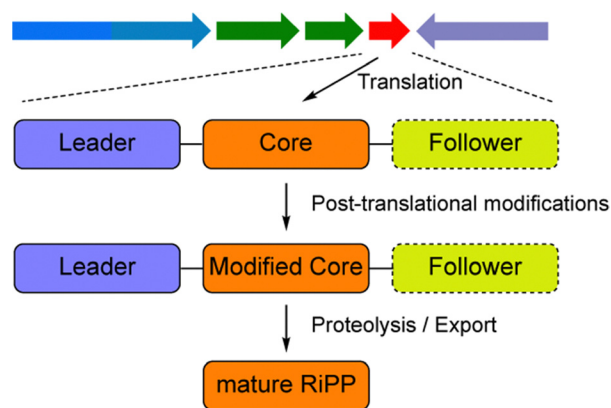 Translation
Leader Core Follower
Post-translational modifications
Leader Modified Core Follower
Proteolysis / Export
mature RiPP